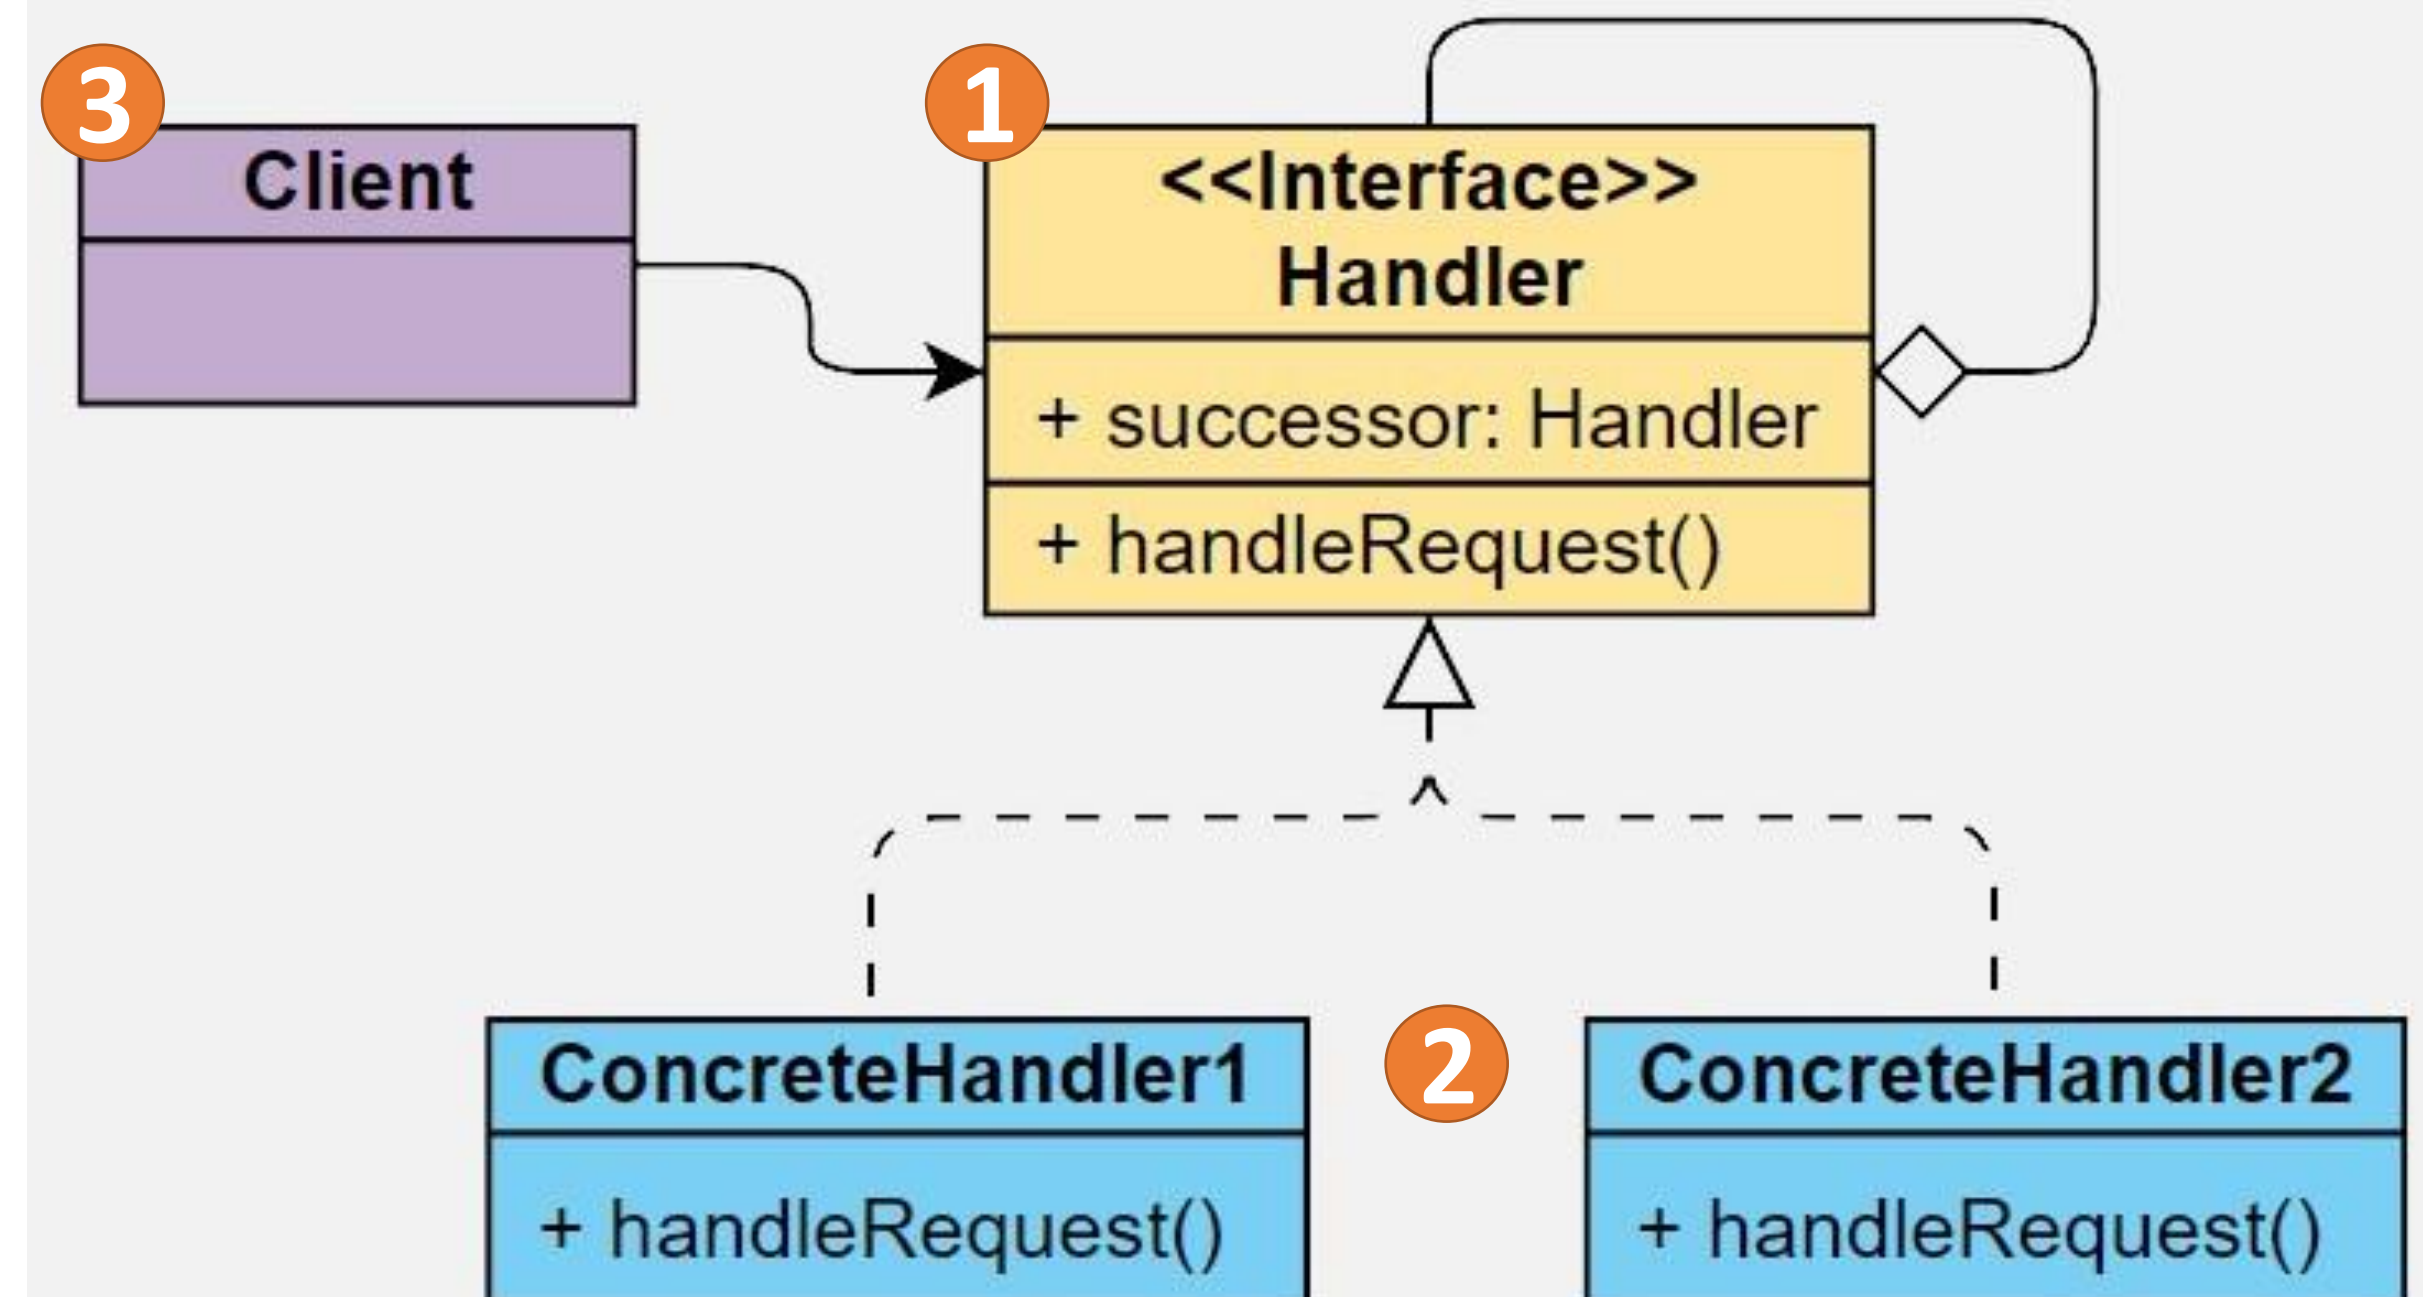 3
Client
1
<<Interface>>
Handler
+ successor: Handler
+ handleRequest()
ConcreteHandler1
+ handleRequest()
2
ConcreteHandler2
+ handleRequest()